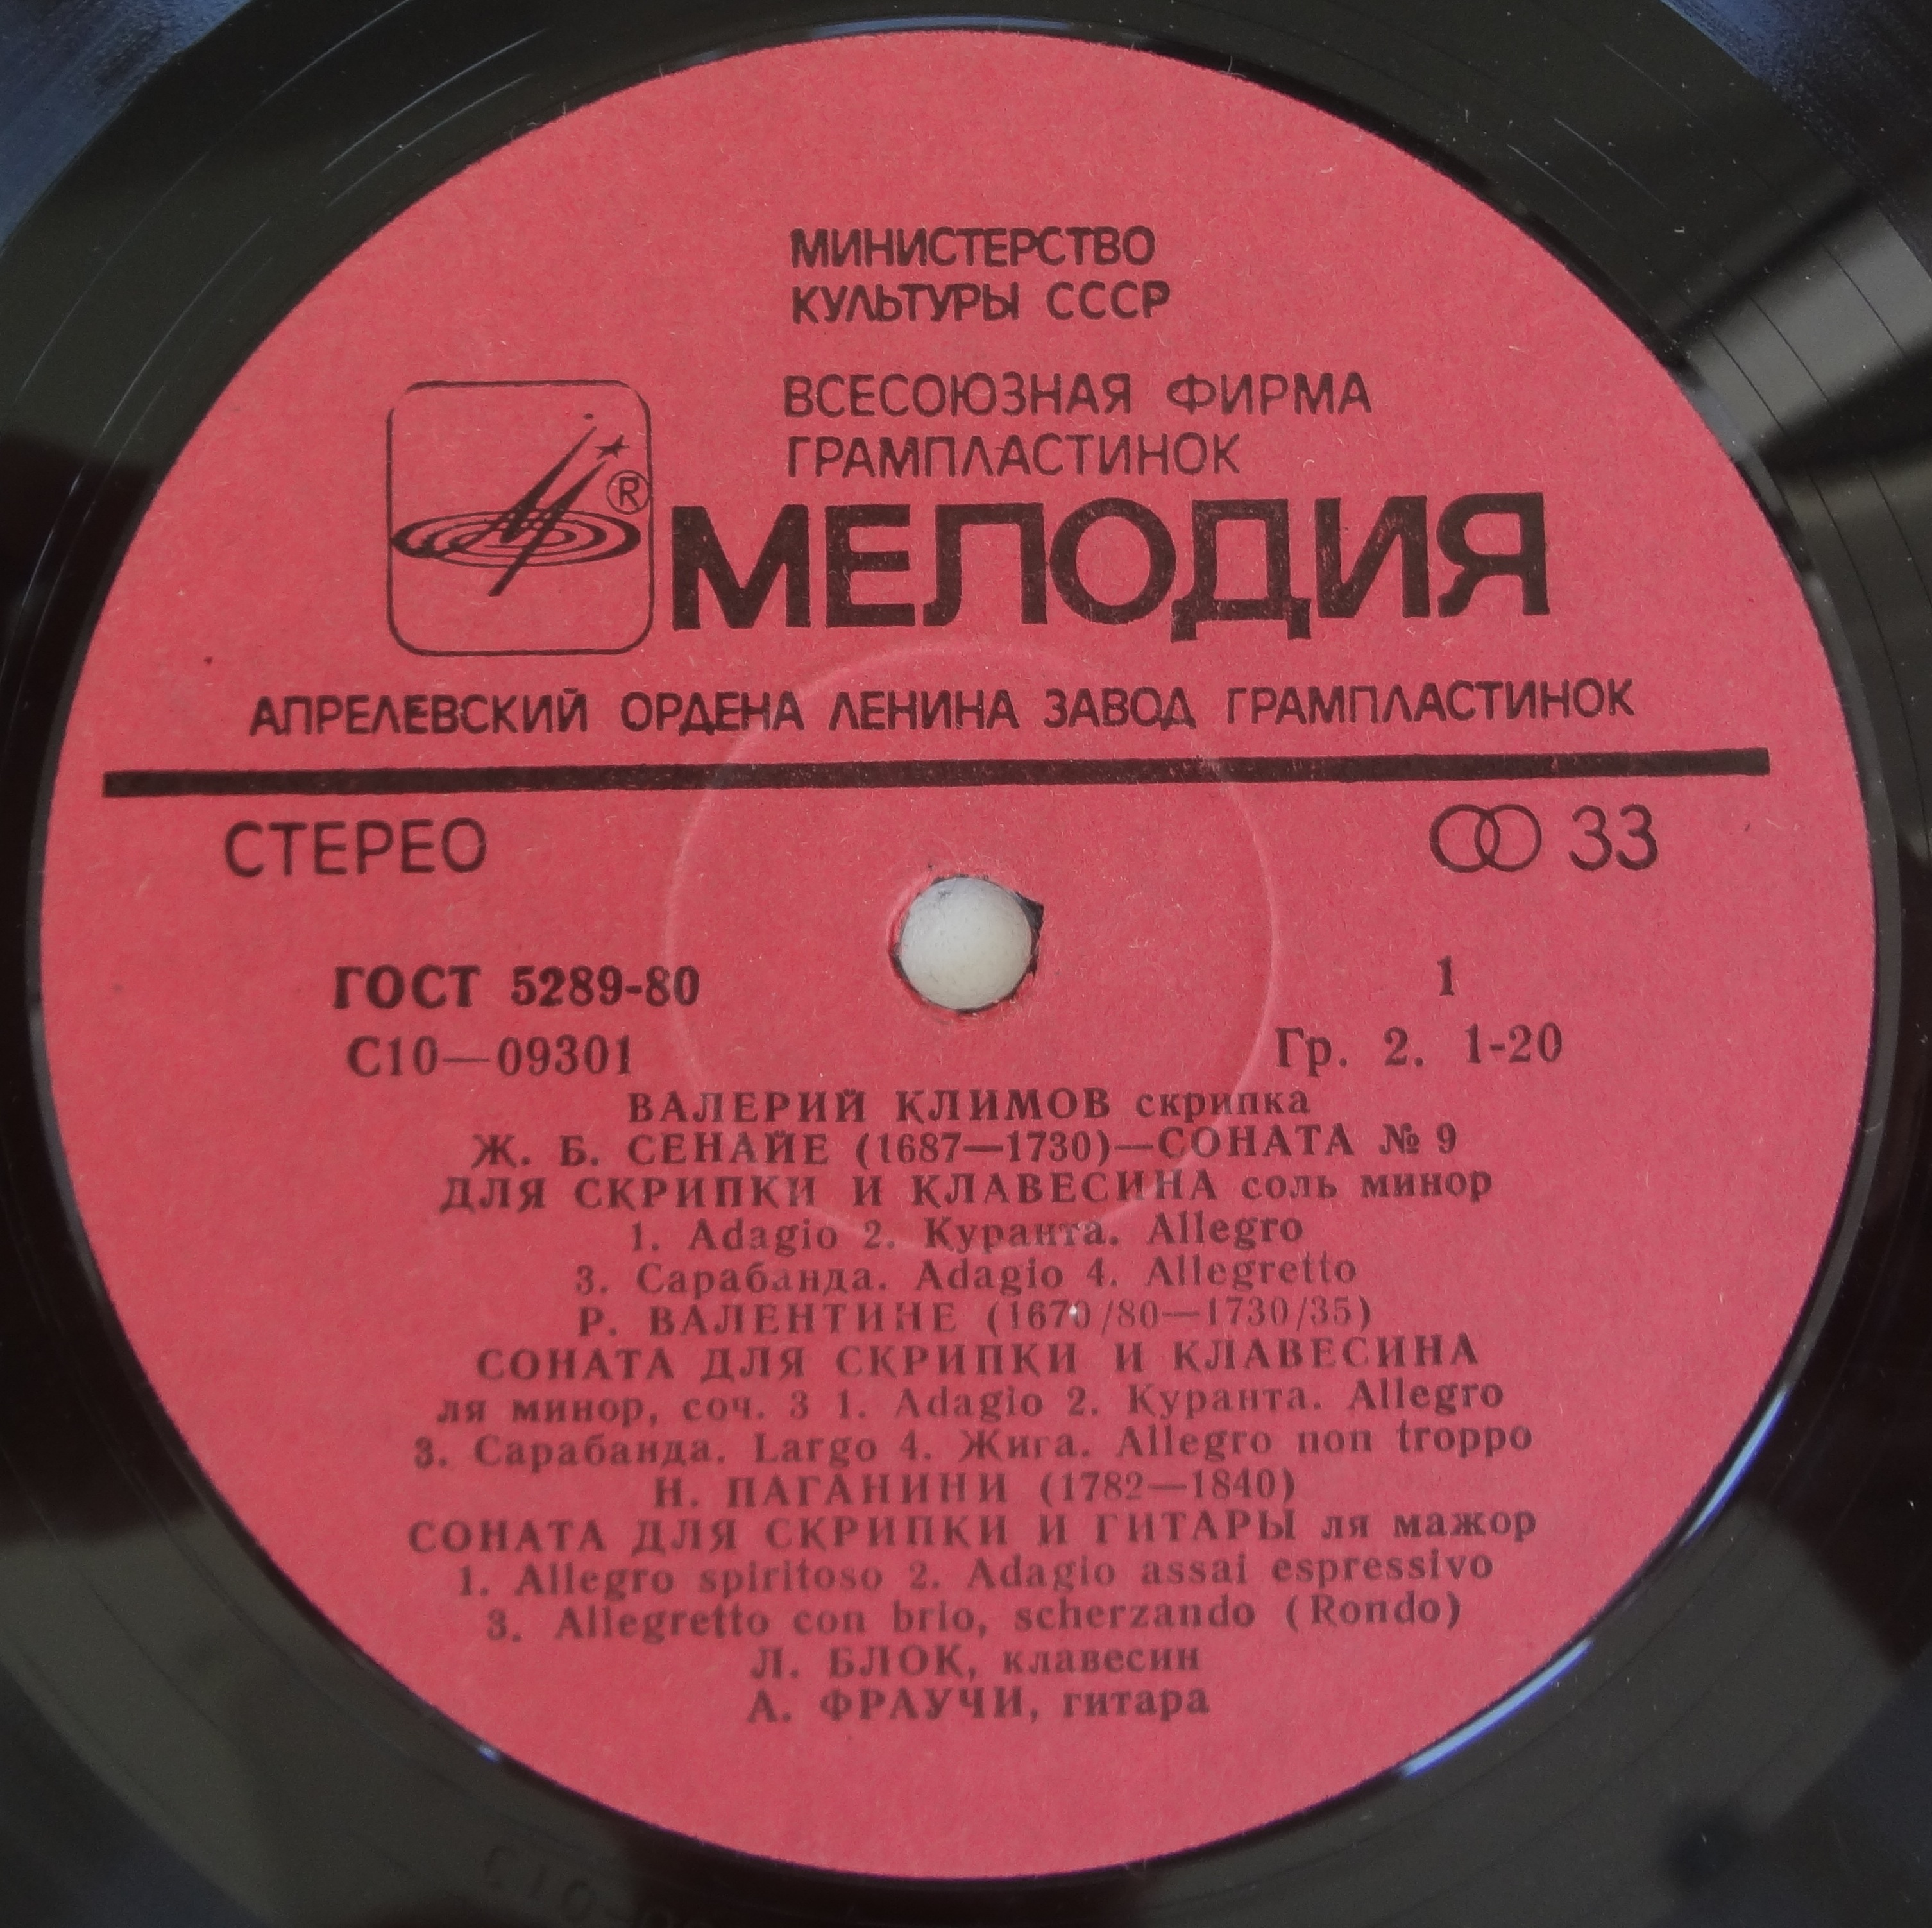 МИНИСТЕРСТВО
КУЛЬТУРЫ СССР
ВСЕСОЮЗНАЯ ФИРМА
ГРАМПЛАСТИНОК
®
МЕЛОДИЯ
АПРЕЛЕВСКИЙ ОРДЕНА ЛЕНИНА ЗАВОД ГРАМПЛАСТИНОК
СТЕРЕО 33
ГОСТ 5289-80 1
С10—09301 Гр. 2. 1-20
ВАЛЕРИЙ КЛИМОВ скрипка
Ж. Б. СЕНАЙЕ (1687—1730)—СОНАТА № 9
ДЛЯ СКРИПКИ И КЛАВЕСИНА соль минор
1. Adagio 2. Куранта. Allegro
3. Сарабанда. Adagio 4. Allegretto
Р. ВАЛЕНТИНЕ (1670/80—1730/35)
СОНАТА ДЛЯ СКРИПКИ И КЛАВЕСИНА
ля минор, соч. 3 1. Adagio 2. Куранта. Allegro
3. Сарабанда. Largo 4. Жига. Allegro non troppo
Н. ПАГАНИНИ (1782—1840)
СОНАТА ДЛЯ СКРИПКИ И ГИТАРЫ ля мажор
1. Allegro spiritoso 2. Adagio assai espressivo
3. Allegretto con brio, scherzando (Rondo)
Л. БЛОК, клавесин
А. ФРАУЧИ, гитара